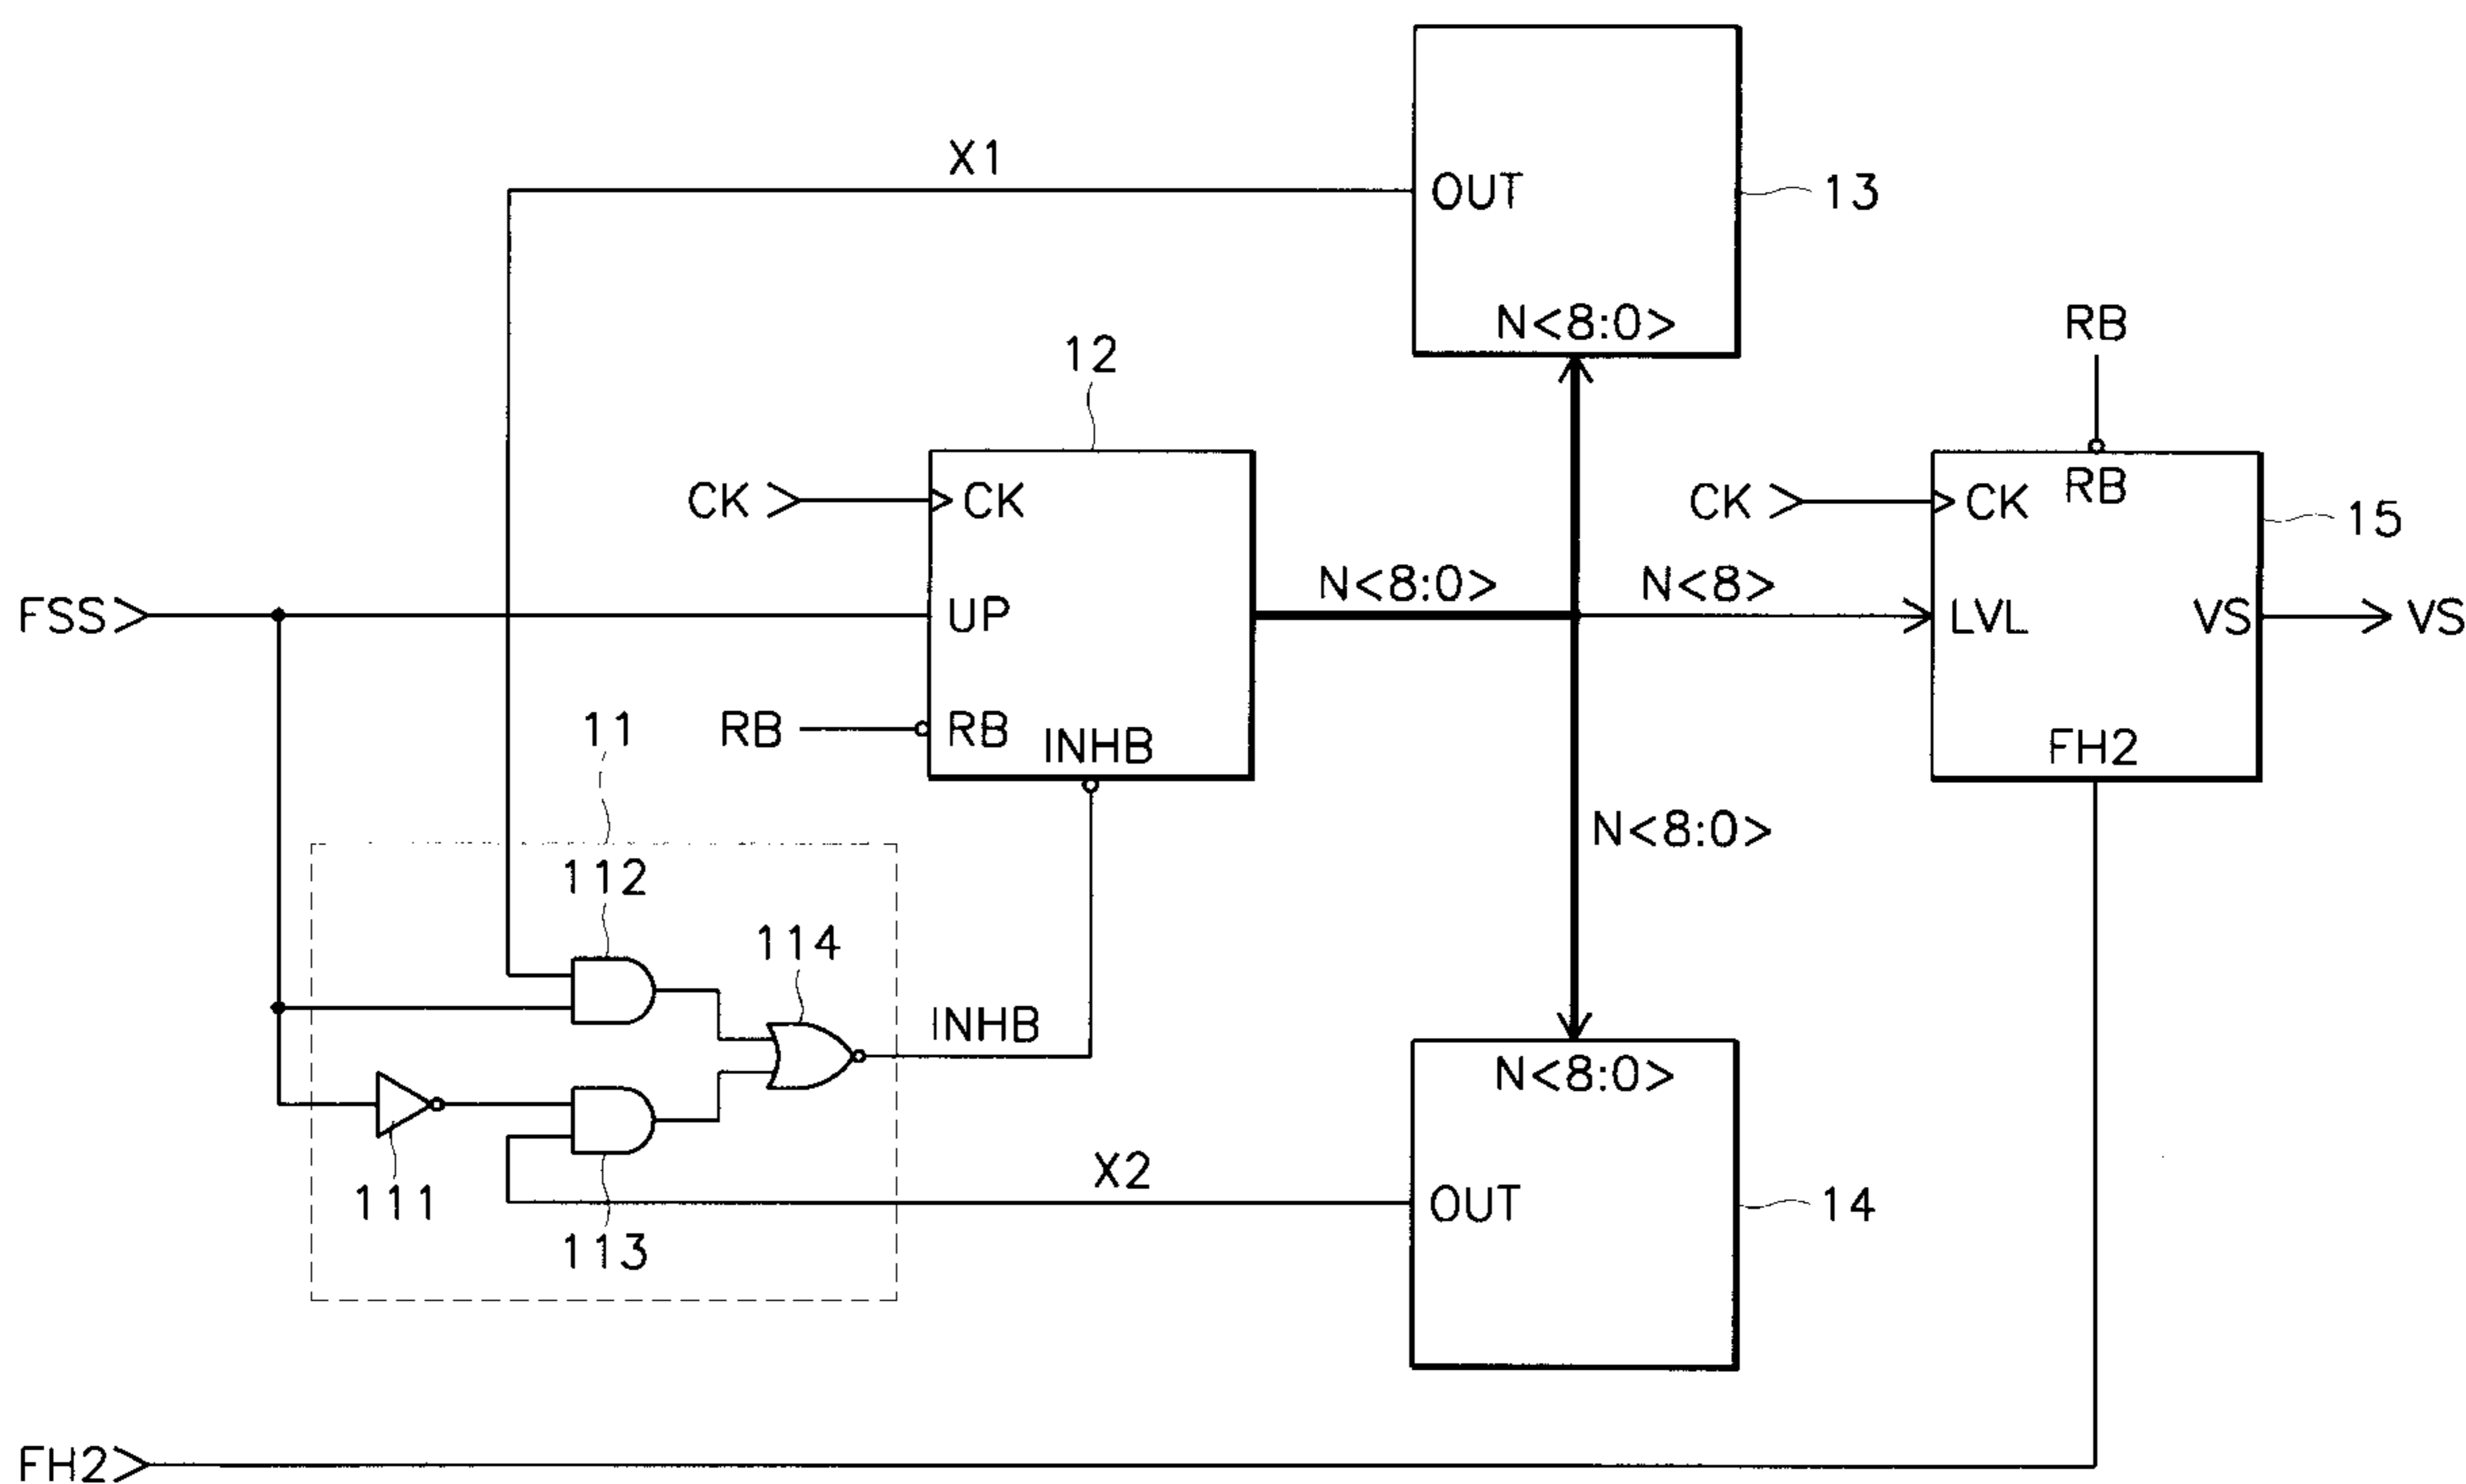 X1
OUT
13
N<8:0>
RB
12
CK
CK
CK
CK
RB
15
N<8:0>
N<8>
FSS
UP
LVL
VS
VS
RB
RB
INHB
FH2
11
N<8:0>
112
114
INHB
N<8:0>
X2
111
OUT
14
113
FH2